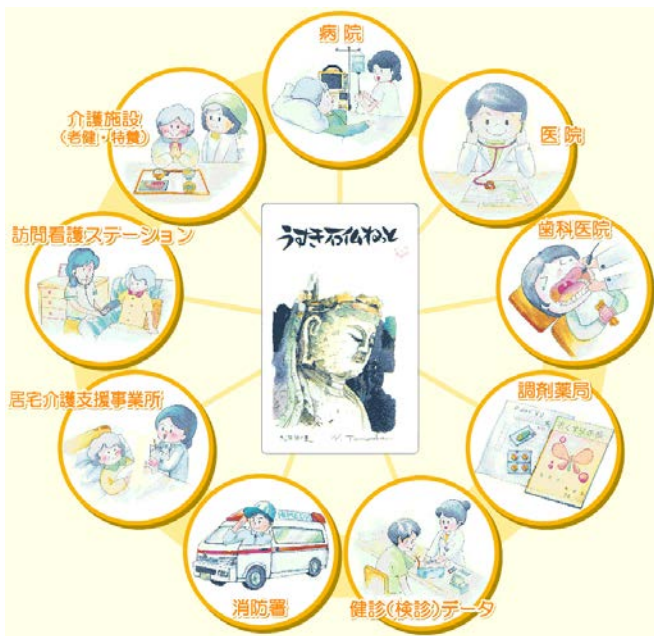 病院
医院
歯科医院
調剤薬局
健診(検診)データ
消防署
居宅介護支援事業所
訪問看護ステーション
介護施設
(老健・特養)
うすき石仏ねっと